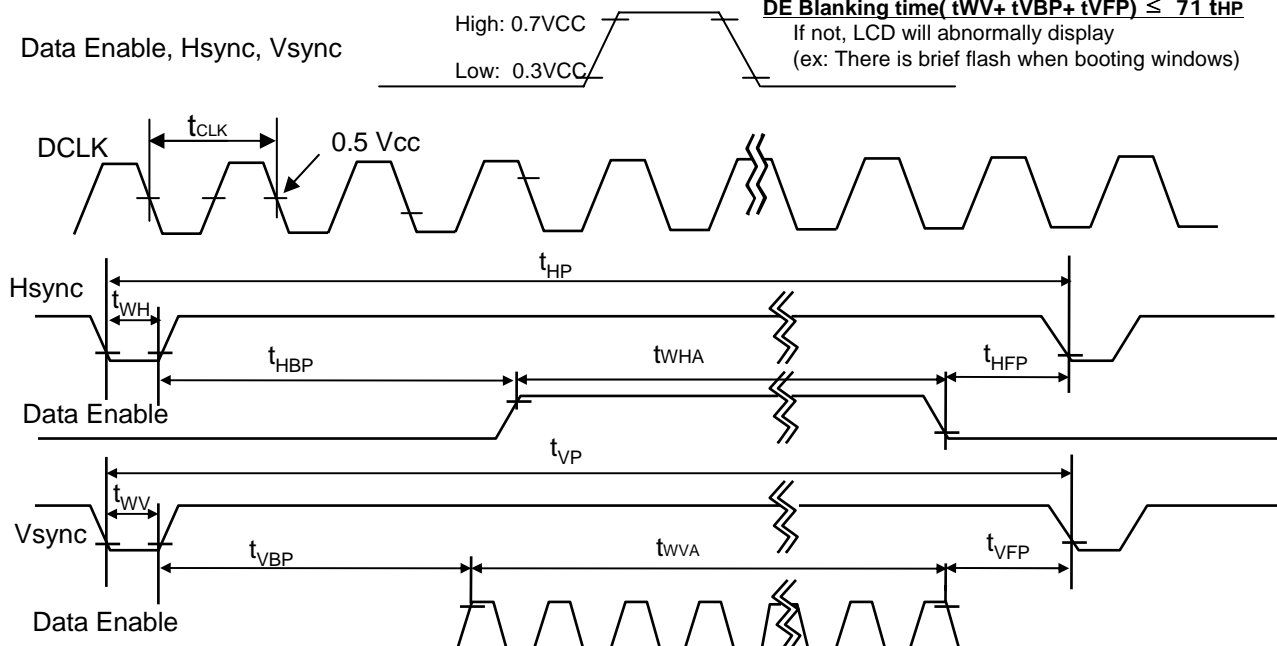 DE Blanking time( tWV+ tVBP+ tVFP) ≤ 71 tHP
High: 0.7VCC
If not, LCD will abnormally display
Data Enable, Hsync, Vsync
(ex: There is brief flash when booting windows)
Low: 0.3VCC
tCLK
0.5 Vcc
DCLK
tHP
Hsync
tWH
tHBP
tWHA
tHFP
Data Enable
tVP
tWV
Vsync
tVBP
tWVA
tVFP
Data Enable